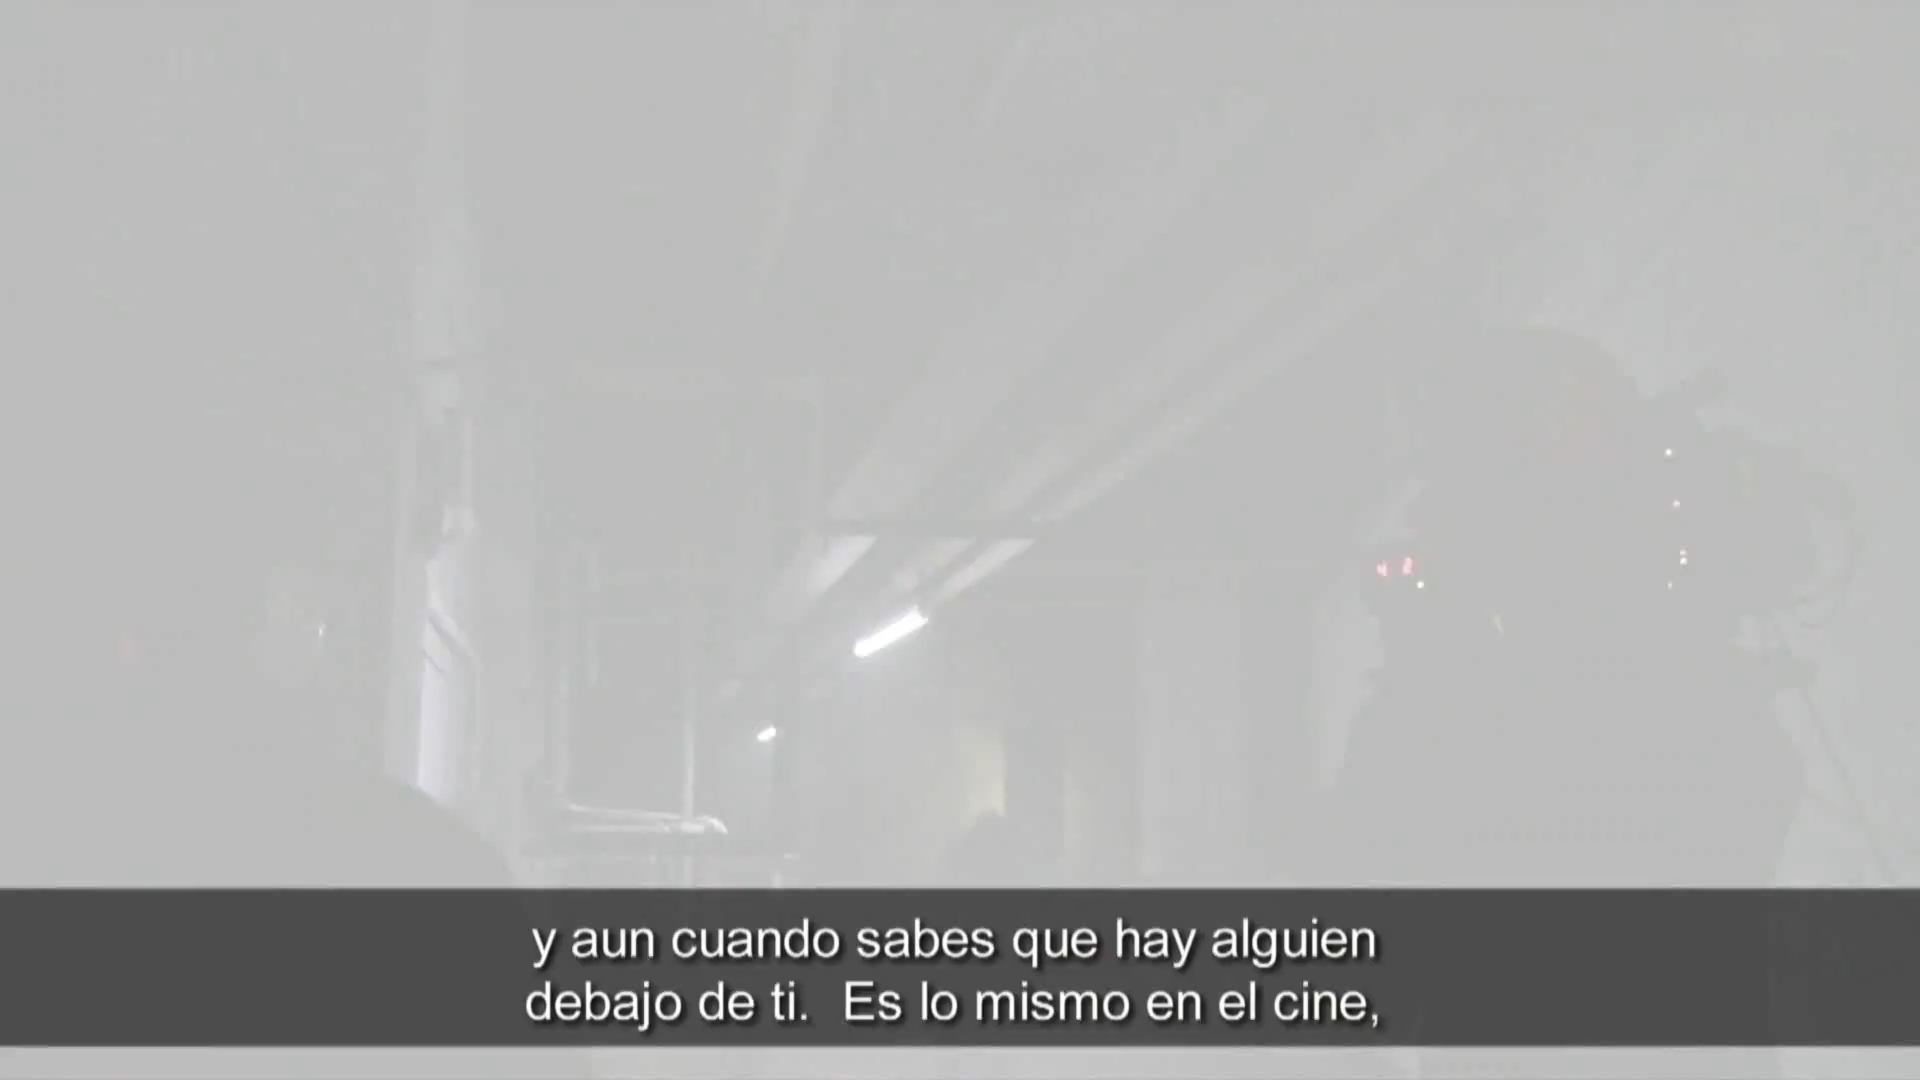 y aun cuando sabes que hay alguien
debajo de ti.  Es lo mismo en el cine,